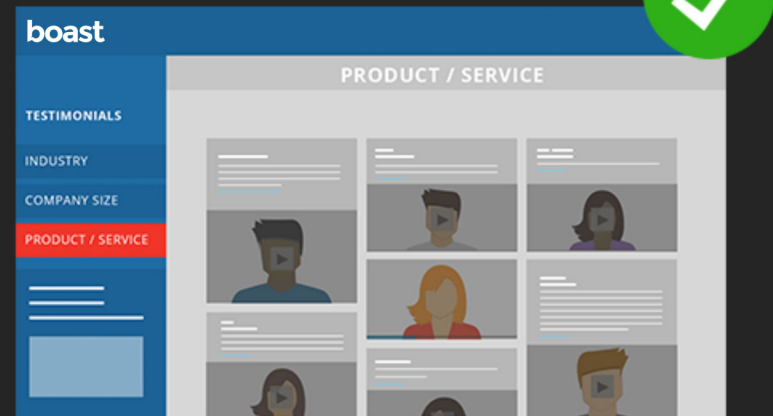 boast
PRODUCT / SERVICE
TESTIMONIALS
INDUSTRY
COMPANY SIZE
PRODUCT / SERVICE